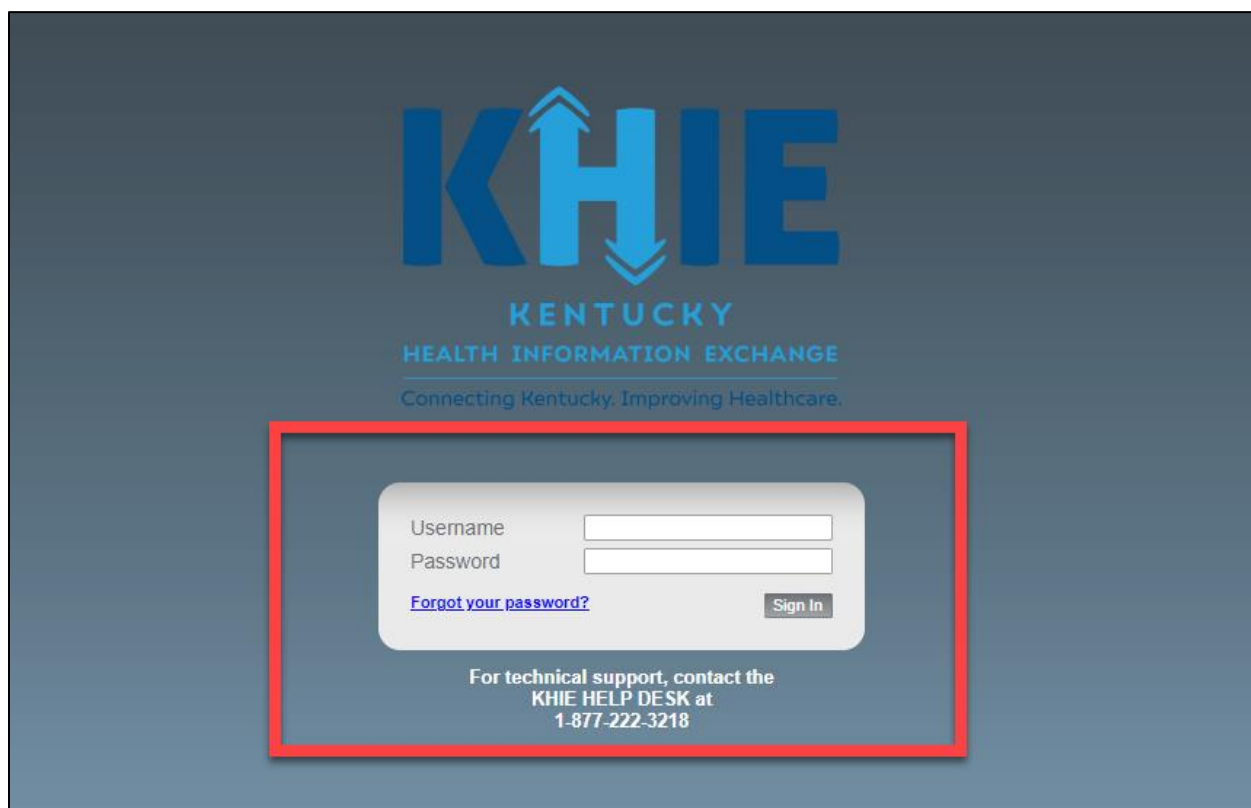 KHIE
KENTUCKY
HEALTH INFORMATION EXCHANGE
Connecting Kentucky. Improving Healthcare.
Username
Password
Forgot your password?
Sign In
For technical support, contact the
KHIE HELP DESK at
1-877-222-3218